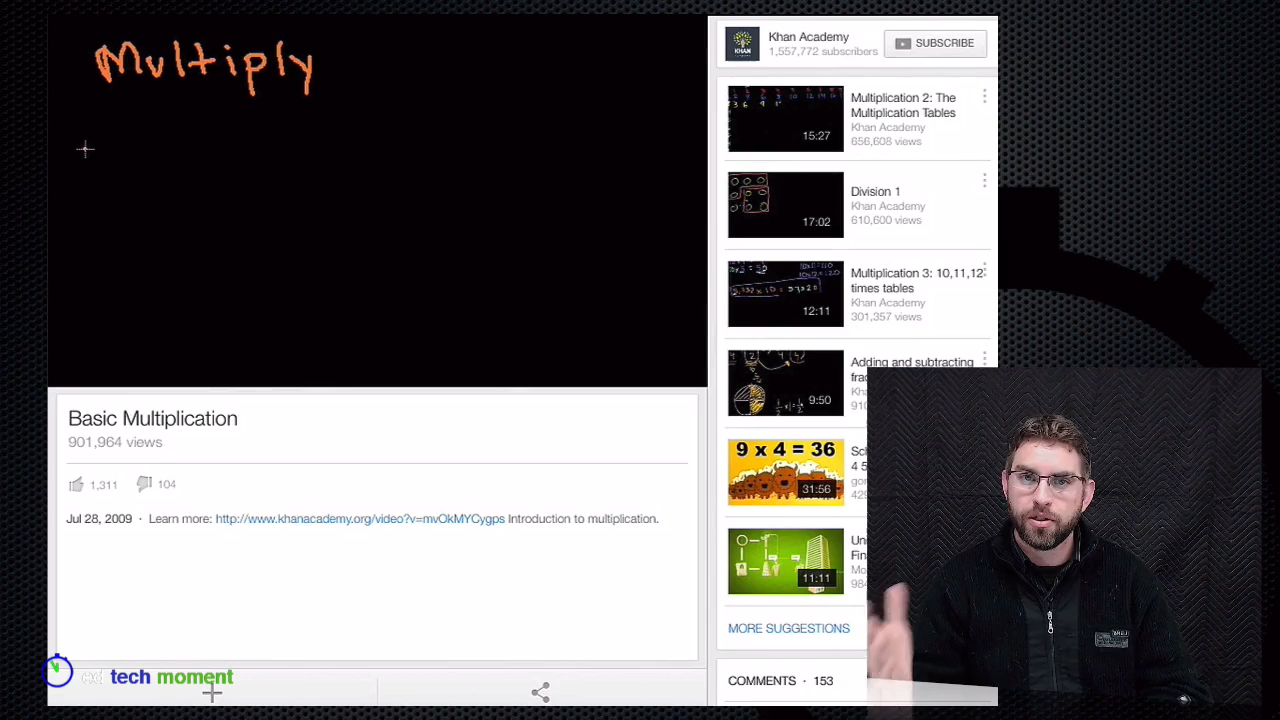 Multiply
Khan Academy
1,557,772 subscribers
SUBSCRIBE
Multiplication 2: The
Multiplication Tables
Khan Academy
656,608 views
15:27
Division 1
Khan Academy
610,600 views
17:02
Multiplication 3: 10,11,12
times tables
Khan Academy
301,357 views
12:11
Adding and subtracting
9:50
9 x 4 = 36
31:56
11:11
MORE SUGGESTIONS
COMMENTS · 153
Basic Multiplication
901,964 views
1,311
104
Jul 28, 2009 · Learn more: http://www.khanacademy.org/video?v=mvOkMYCygps Introduction to multiplication.
ed tech moment